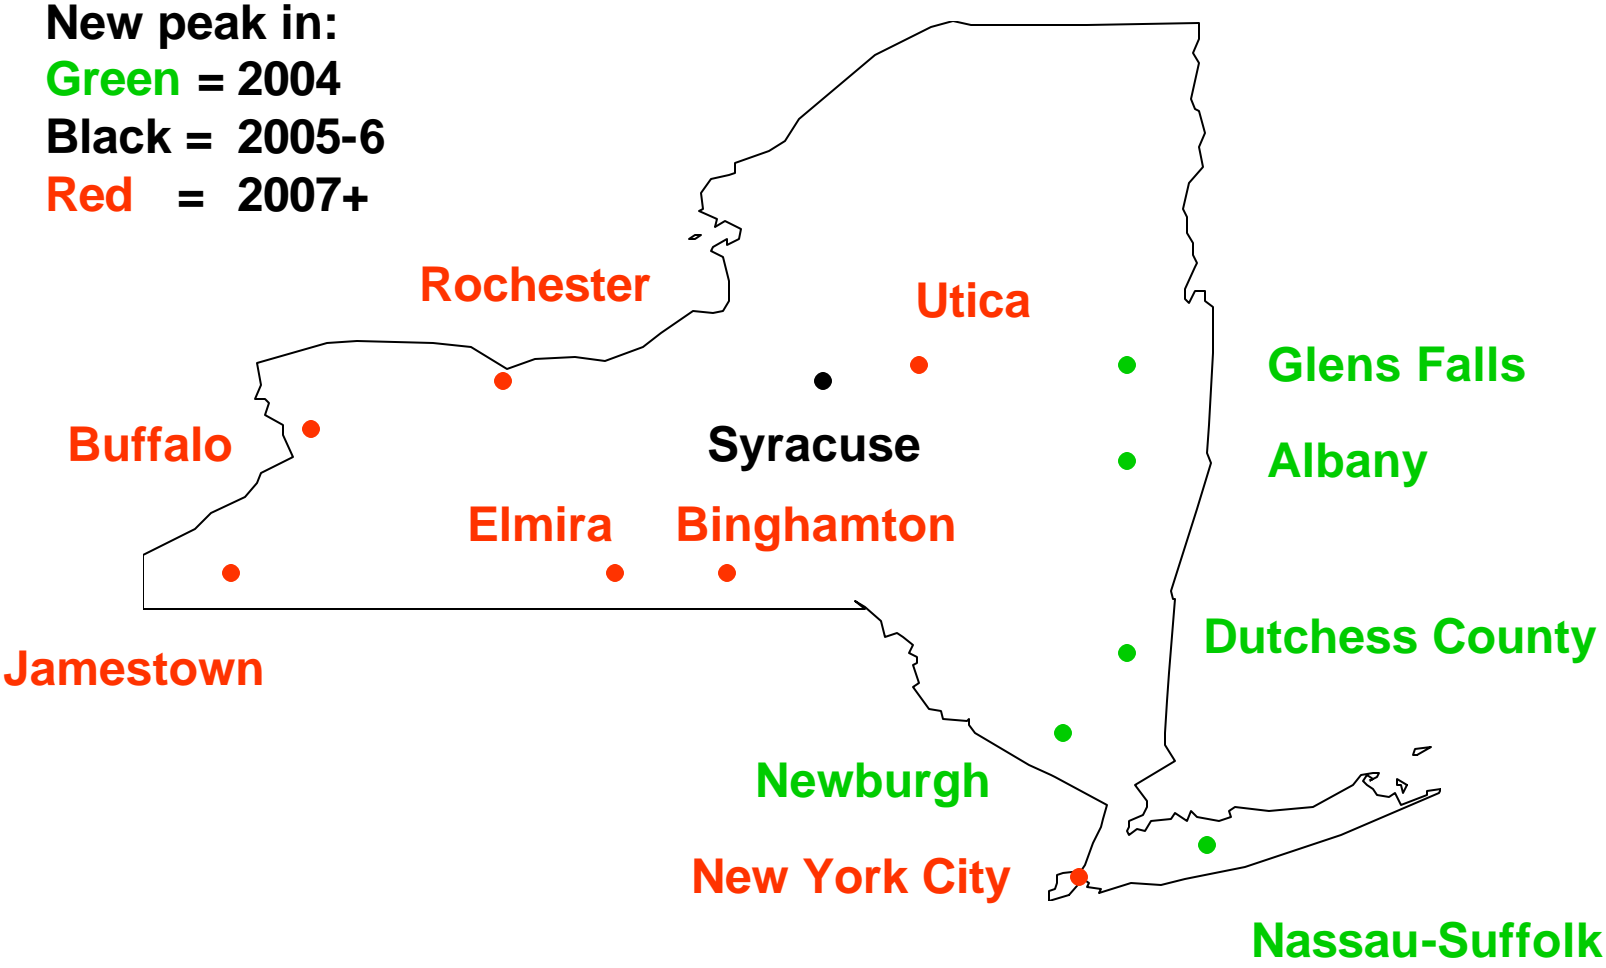 New peak in:
Green = 2004
Black = 2005-6
Red = 2007+
Rochester
Utica
Glens Falls
Buffalo
Syracuse
Albany
Elmira
Binghamton
Dutchess County
Jamestown
Newburgh
New York City
Nassau-Suffolk